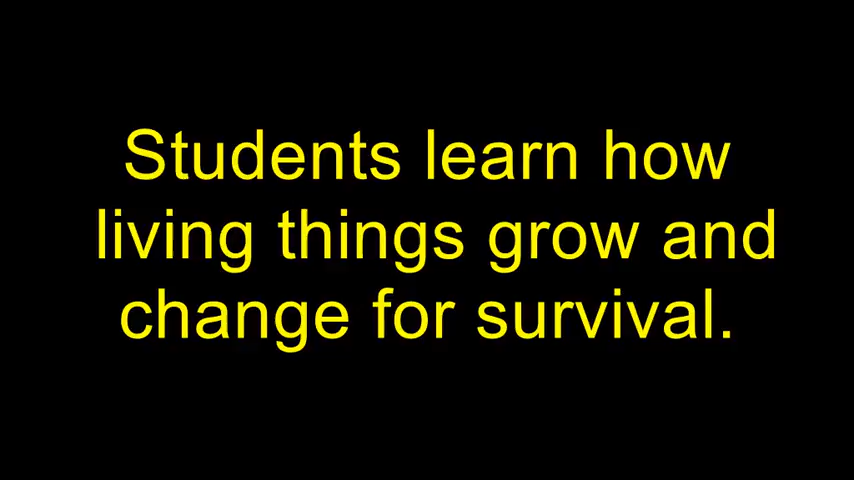 Students learn how
living things grow and
change for survival.